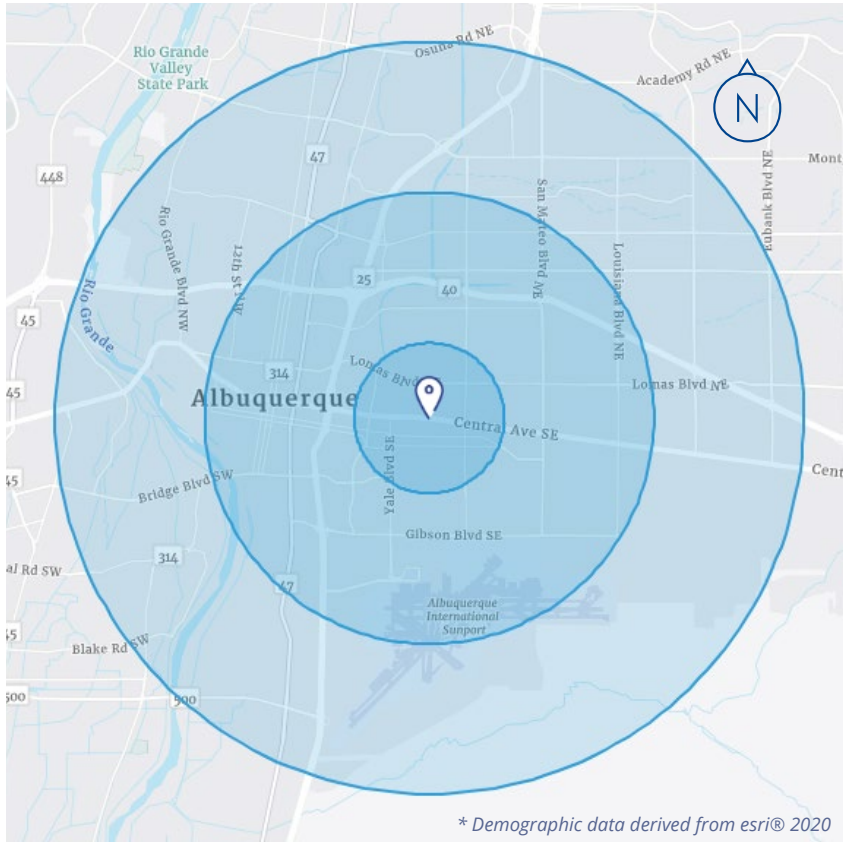 Osuna Rd NE
Rio Grande
Valley
State Park
Academy Rd NE
N
47
Mont
448
Eubank Blvd NE
San Mateo Blvd NE
Rio Grande Blvd NW
12th St NW
Louisiana Blvd NE
25
40
Rio Grande
45
314
Lomas Blvd
Lomas Blvd NE
45
Albuquerque
Central Ave SE
Cent
45
Yale Blvd SE
Bridge Blvd SW
Gibson Blvd SE
314
al Rd SW
47
Albuquerque
International
Sunport
45
Blake Rd SW
500
500
* Demographic data derived from esri® 2020